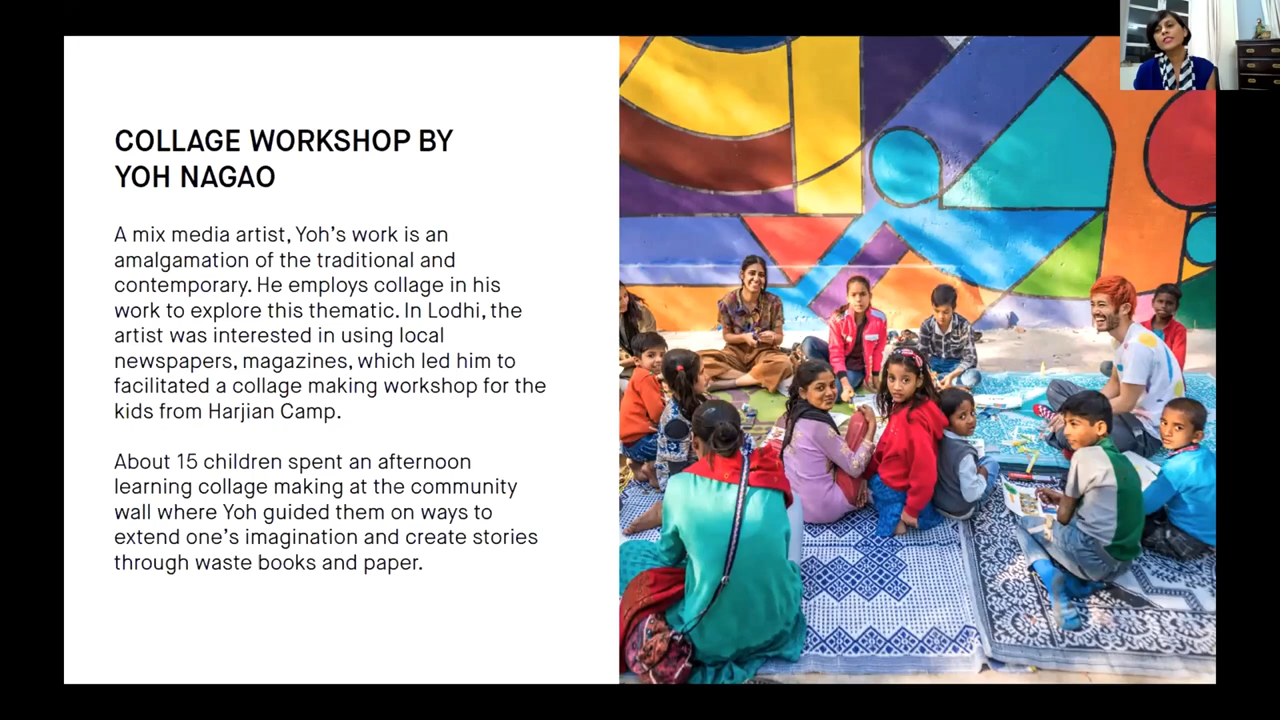 COLLAGE WORKSHOP BY
YOH NAGAO
A mix media artist, Yoh's work is an
amalgamation of the traditional and
contemporary. He employs collage in his
work to explore this thematic. In Lodhi, the
artist was interested in using local
newspapers, magazines, which led him to
facilitated a collage making workshop for the
kids from Harjian Camp.
About 15 children spent an afternoon
learning collage making at the community
wall where Yoh guided them on ways to
extend one's imagination and create stories
through waste books and paper.